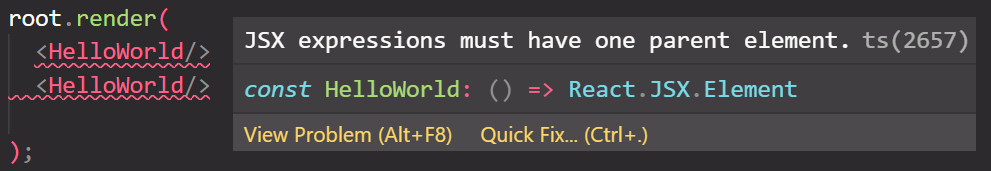 root.render(
<HelloWorld/>
<HelloWorld/>
);
JSX expressions must have one parent element. ts(2657)
const HelloWorld: () => React.JSX.Element
View Problem (Alt+F8) Quick Fix... (Ctrl+.)